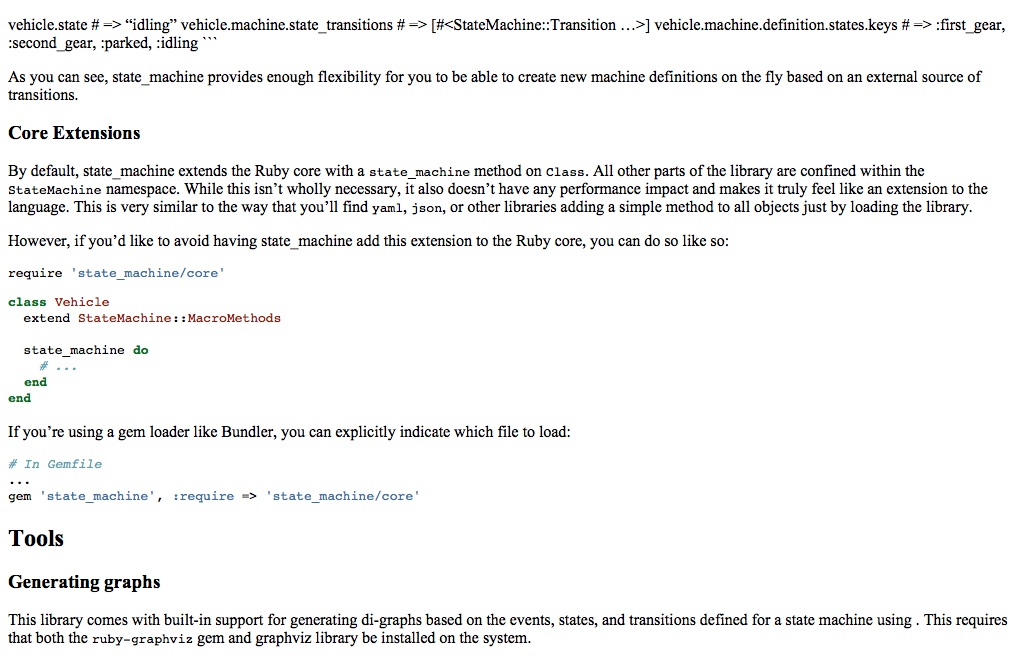 vehicle.state # => “idling” vehicle.machine.state_transitions # => [#<StateMachine::Transition …>] vehicle.machine.definition.states.keys # => :first_gear,
:second_gear, :parked, :idling ```
As you can see, state_machine provides enough flexibility for you to be able to create new machine definitions on the fly based on an external source of
transitions.
Core Extensions
By default, state_machine extends the Ruby core with a state_machine method on Class. All other parts of the library are confined within the
StateMachine namespace. While this isn’t wholly necessary, it also doesn’t have any performance impact and makes it truly feel like an extension to the
language. This is very similar to the way that you’ll find yaml, json, or other libraries adding a simple method to all objects just by loading the library.
However, if you’d like to avoid having state_machine add this extension to the Ruby core, you can do so like so:
require 'state_machine/core'
class Vehicle
extend StateMachine::MacroMethods
state_machine do
# ...
end
end
If you’re using a gem loader like Bundler, you can explicitly indicate which file to load:
# In Gemfile
...
gem 'state_machine', :require => 'state_machine/core'
Tools
Generating graphs
This library comes with built-in support for generating di-graphs based on the events, states, and transitions defined for a state machine using . This requires
that both the ruby-graphviz gem and graphviz library be installed on the system.